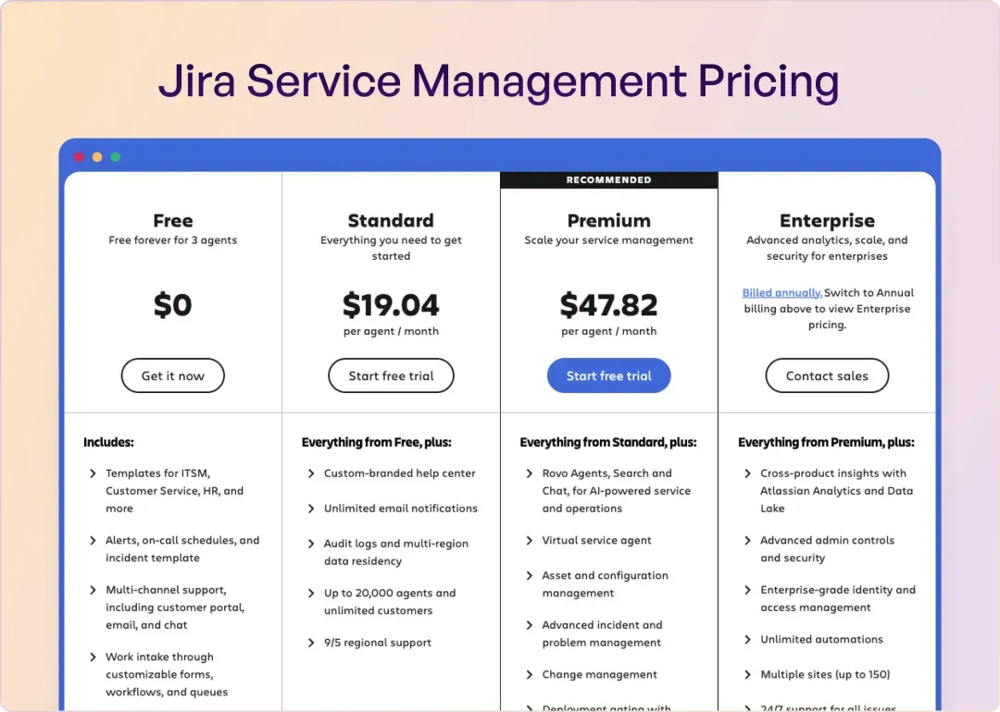 Jira Service Management Pricing
Free
Free forever for 3 agents
$0
Get it now
Includes:
Templates for ITSM,
Customer Service, HR, and
more
Alerts, on-call schedules, and
incident template
Multi-channel support,
including customer portal,
email, and chat
Work intake through
customizable forms,
workflows, and queues
Standard
Everything you need to get
started
$19.04
per agent / month
Start free trial
Everything from Free, plus:
Custom-branded help center
Unlimited email notifications
Audit logs and multi-region
data residency
Up to 20,000 agents and
unlimited customers
9/5 regional support
RECOMMENDED
Premium
Scale your service management
$47.82
per agent / month
Start free trial
Everything from Standard, plus:
Rovo Agents, Search and
Chat, for AI-powered service
and operations
Virtual service agent
Asset and configuration
management
Advanced incident and
problem management
Change management
Deployment gating with
Enterprise
Advanced analytics, scale, and
security for enterprises
Billed annually. Switch to Annual
billing above to view Enterprise
pricing.
Contact sales
Everything from Premium, plus:
Cross-product insights with
Atlassian Analytics and Data
Lake
Advanced admin controls
and security
Enterprise-grade identity and
access management
Unlimited automations
Multiple sites (up to 150)
24/7 support for all issues